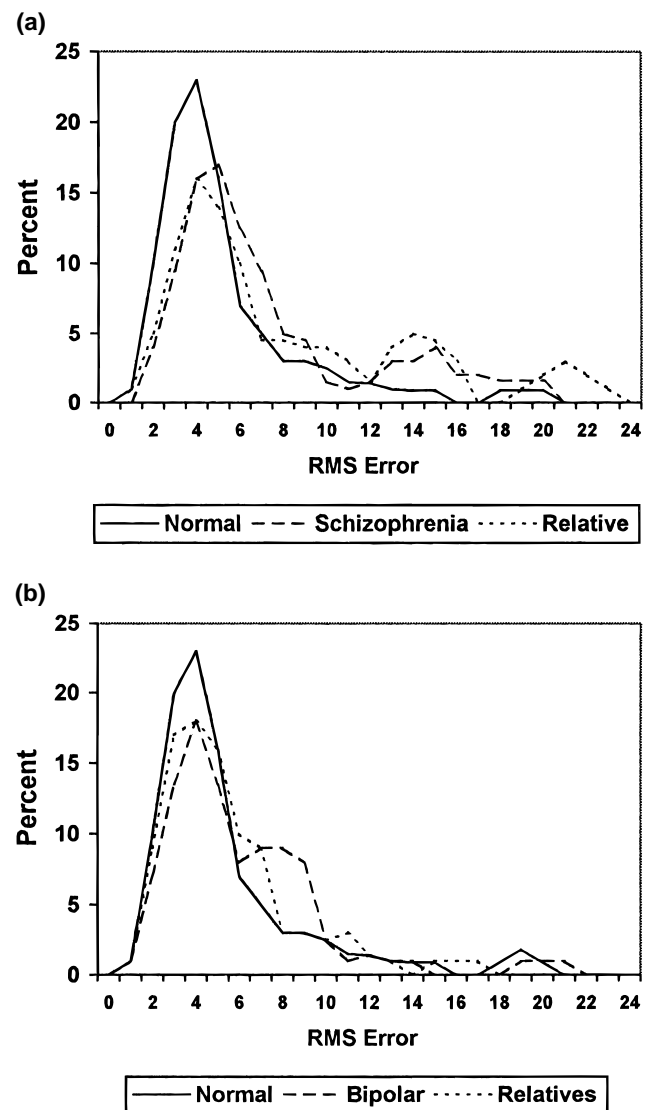 (a)
25
20
15
10
5
0
Percent
0 2 4 6 8 10 12 14 16 18 20 22 24
RMS Error
Normal Schizophrenia Relative
(b)
25
20
15
10
5
0
Percent
0 2 4 6 8 10 12 14 16 18 20 22 24
RMS Error
Normal Bipolar Relatives